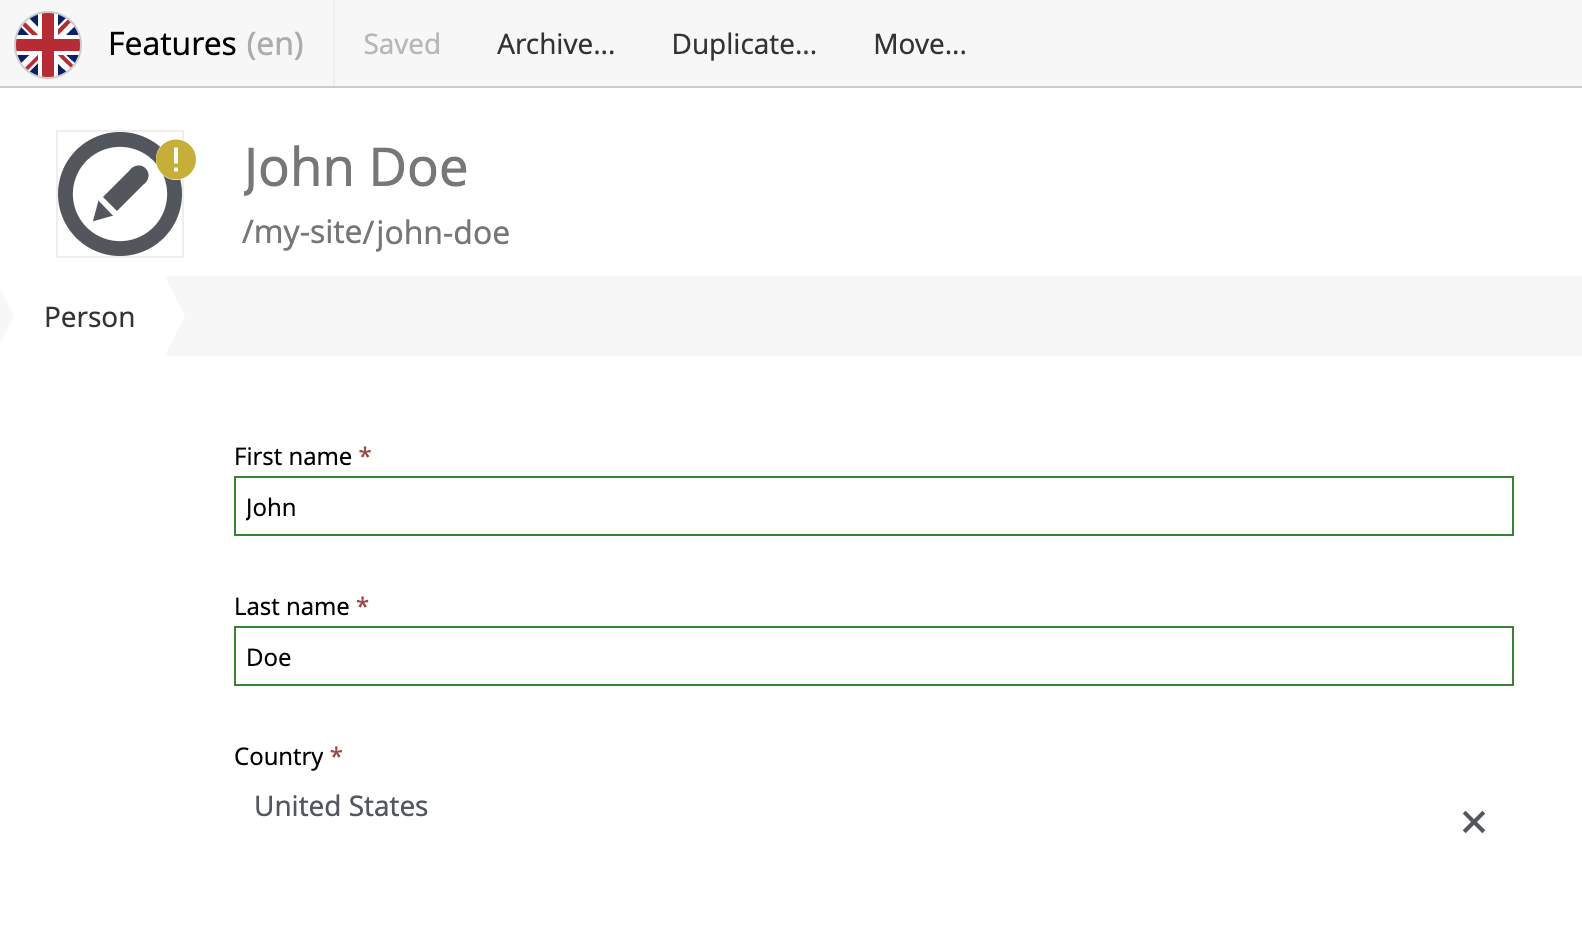 Features (en) Saved Archive... Duplicate... Move...
!
John Doe
/my-site/john-doe
Person
First name *
John
Last name *
Doe
Country *
United States